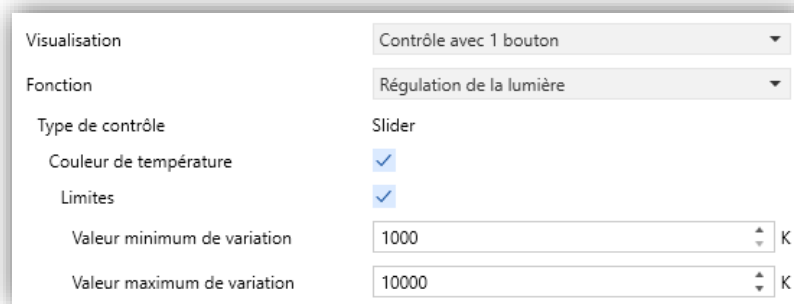 Visualisation Contrôle avec 1 bouton
Fonction Régulation de la lumière
Type de contrôle Slider
Couleur de température
Limites
Valeur minimum de variation 1000 K
Valeur maximum de variation 10000 K